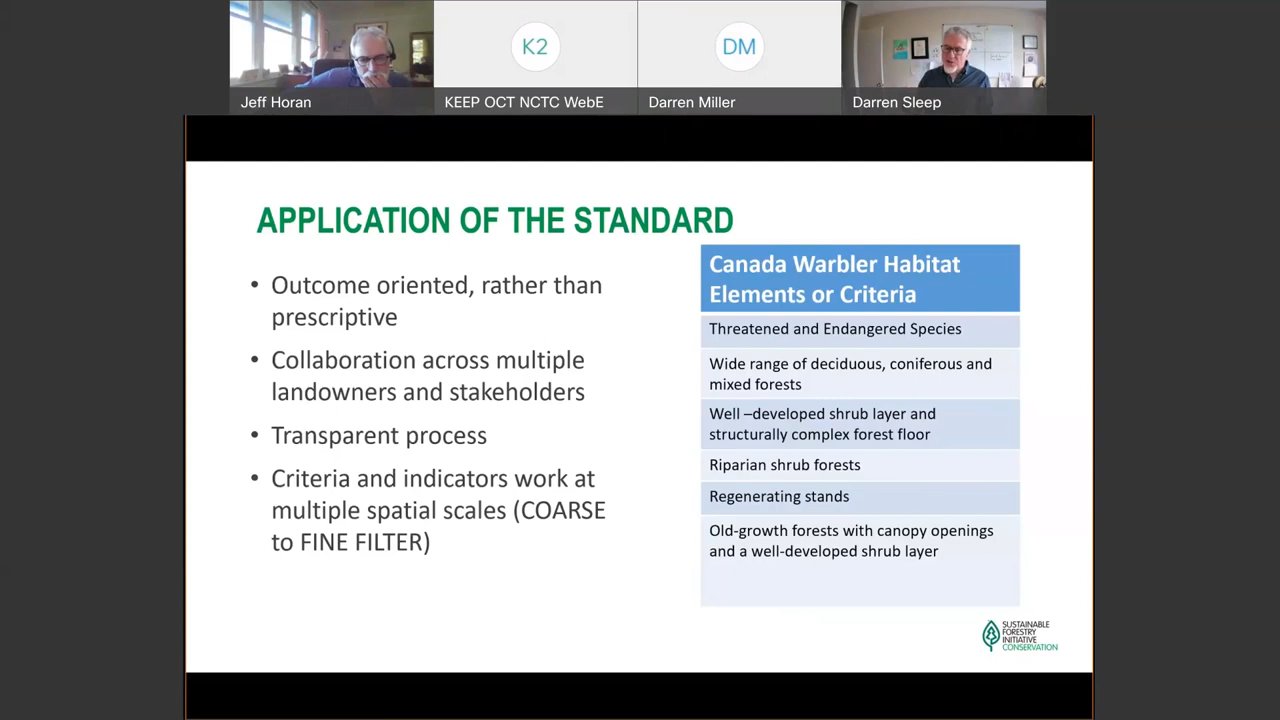 K2
DM
Jeff Horan
KEEP OCT NCTC WebE
Darren Miller
Darren Sleep
APPLICATION OF THE STANDARD
• Outcome oriented, rather than
prescriptive
• Collaboration across multiple
landowners and stakeholders
• Transparent process
• Criteria and indicators work at
multiple spatial scales (COARSE
to FINE FILTER)
Canada Warbler Habitat
Elements or Criteria
Threatened and Endangered Species
Wide range of deciduous, coniferous and
mixed forests
Well –developed shrub layer and
structurally complex forest floor
Riparian shrub forests
Regenerating stands
Old-growth forests with canopy openings
and a well-developed shrub layer
SUSTAINABLE
FORESTRY
INITIATIVE
CONSERVATION